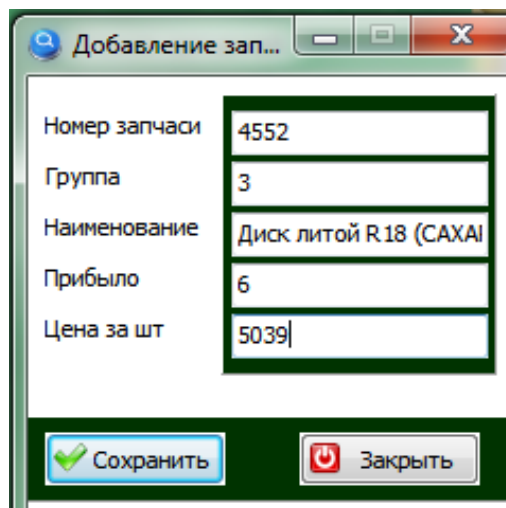 Добавление зап...
Номер запчаси 4552
Группа 3
Наименование Диск литой R18 (САХА
Прибыло 6
Цена за шт 5039
Сохранить Закрыть